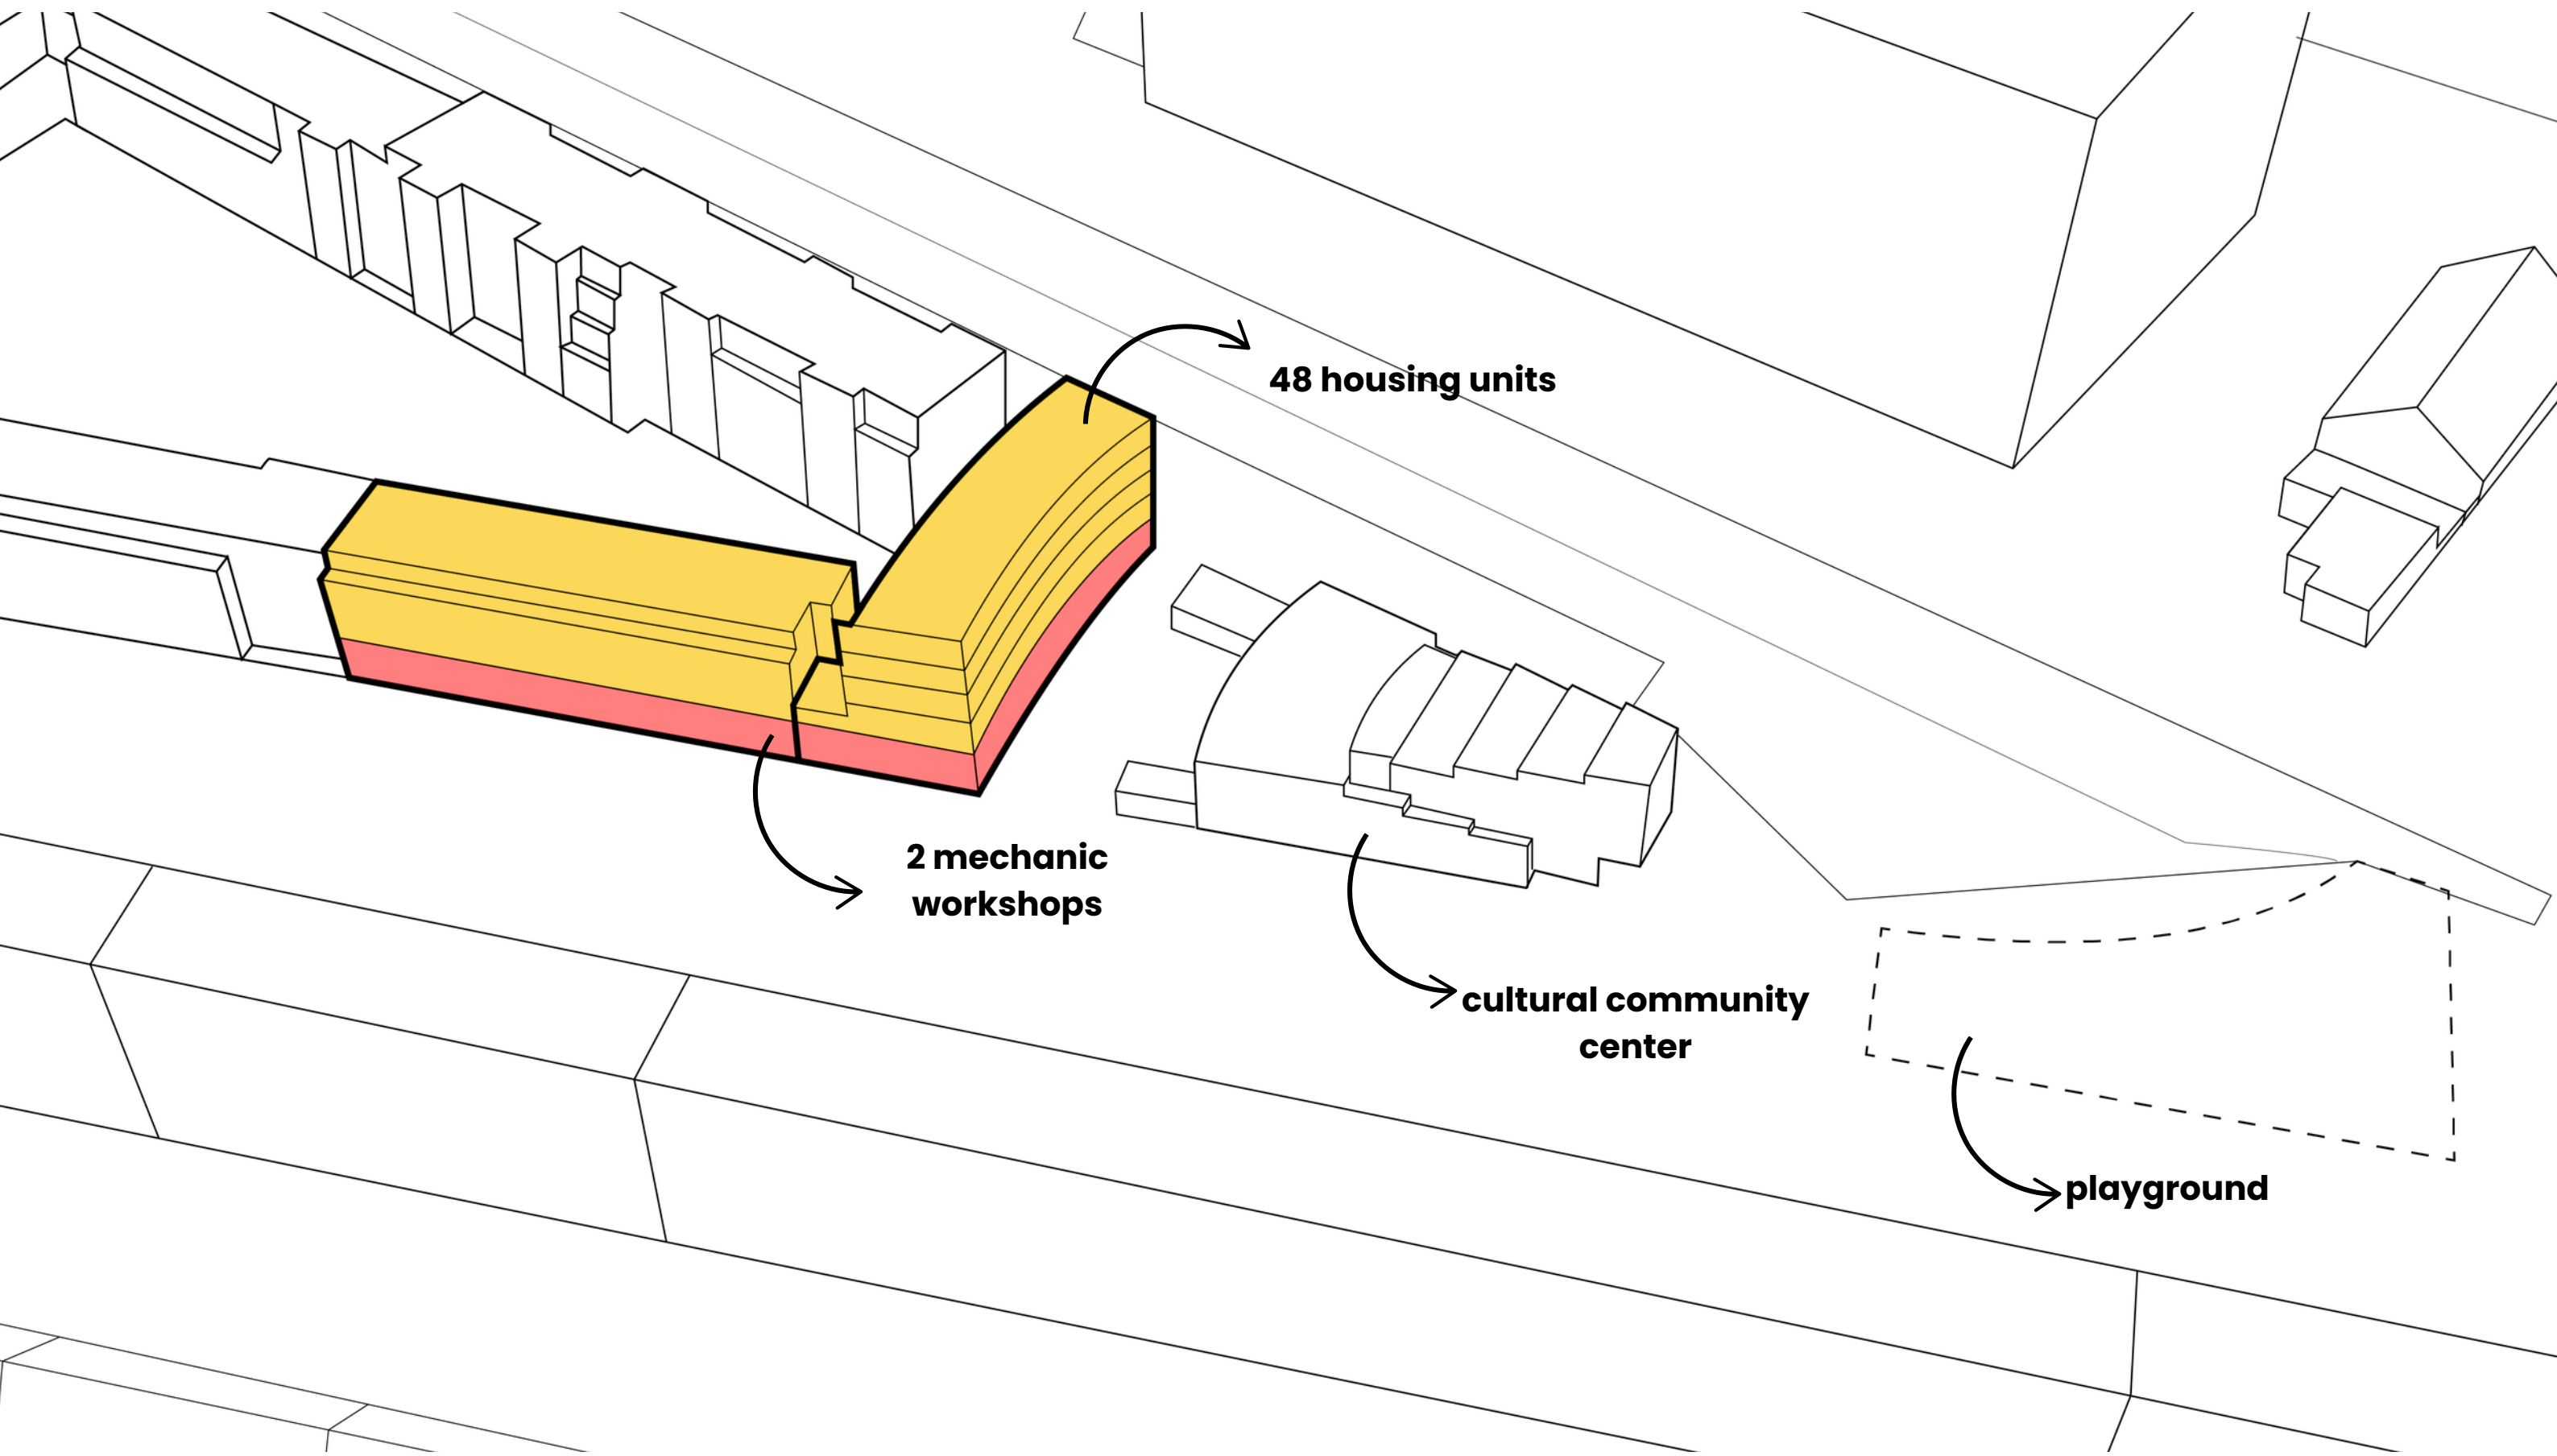 48 housing units
2 mechanic
workshops
cultural community
center
playground